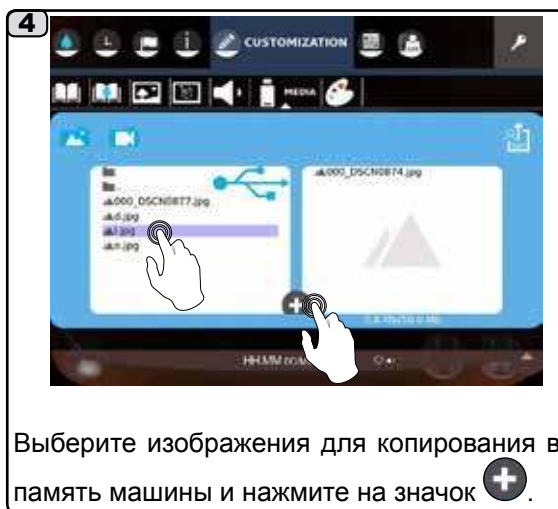 4
CUSTOMIZATION
MEDIA
000_DSCN0877.jpg
d.jpg
l.jpg
n.jpg
000_DSCN0874.jpg
HH:MM
Выберите изображения для копирования в
память машины и нажмите на значок .